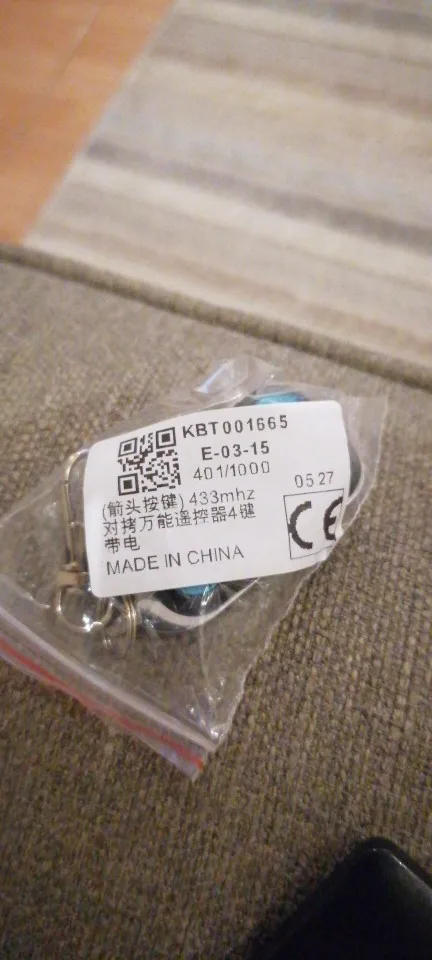 KBT001665
E-03-15
401/1000
05 27
(箭头按键) 433mhz
对拷万能遥控器4键
带电
CE
MADE IN CHINA